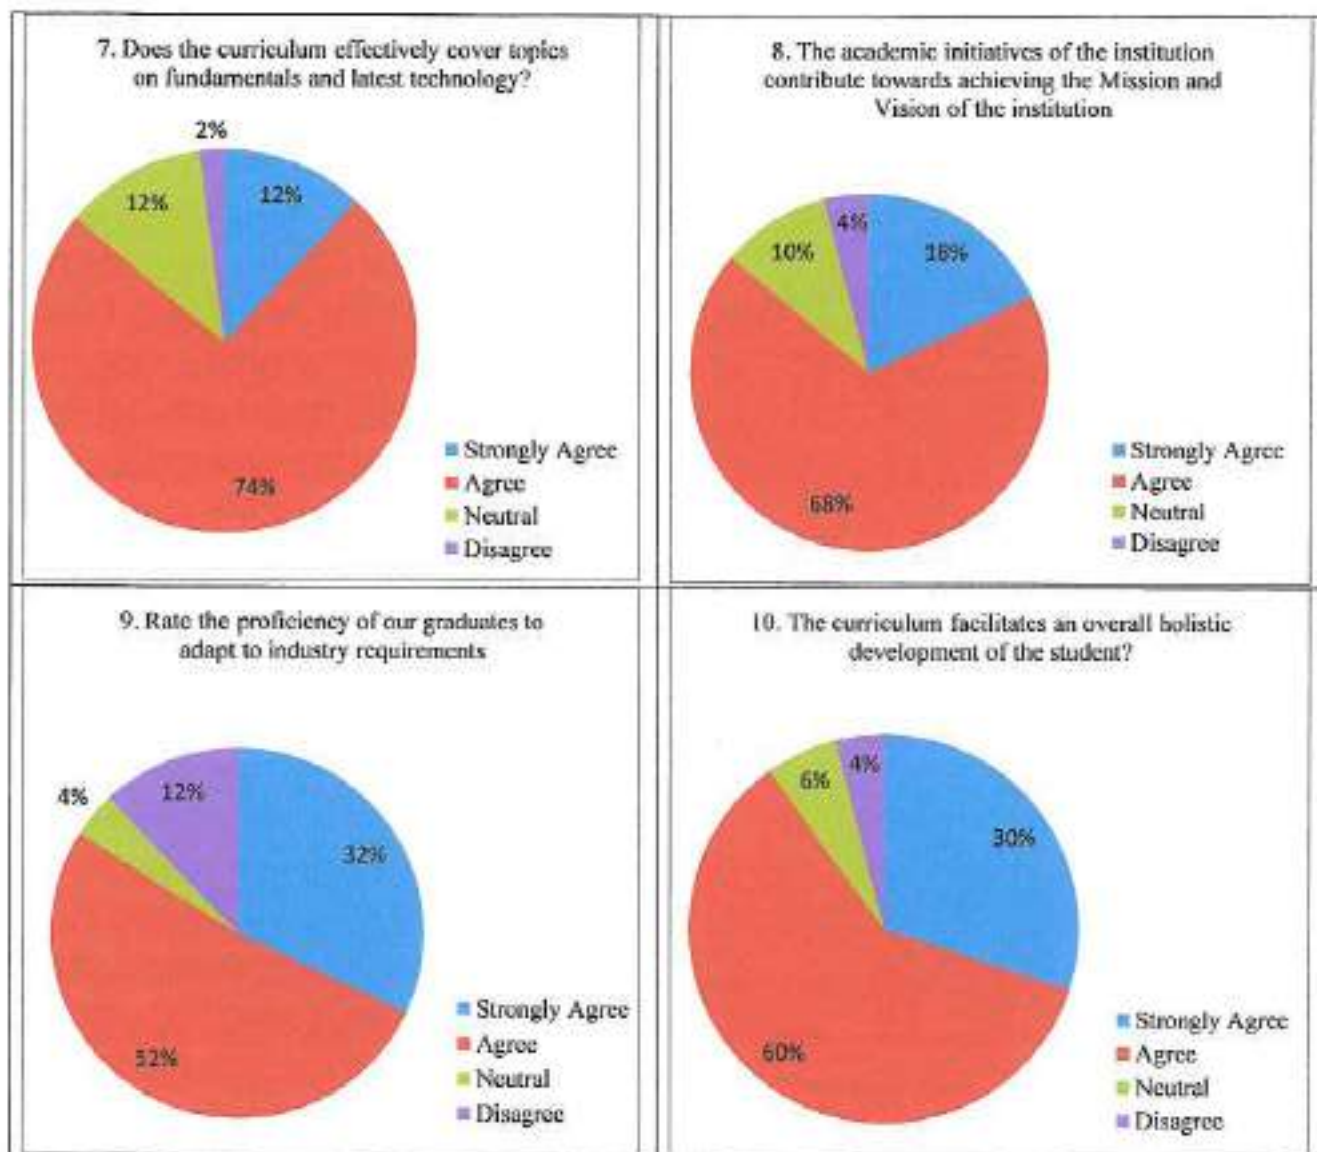 7. Does the curriculum effectively cover topics
on fundamentals and latest technology?
2%
12%
12%
74%
Strongly Agree
Agree
Neutral
Disagree
8. The academic initiatives of the institution
contribute towards achieving the Mission and
Vision of the institution
4%
10%
18%
68%
Strongly Agree
Agree
Neutral
Disagree
9. Rate the proficiency of our graduates to
adapt to industry requirements
4%
12%
32%
52%
Strongly Agree
Agree
Neutral
Disagree
10. The curriculum facilitates an overall holistic
development of the student?
6%
4%
30%
60%
Strongly Agree
Agree
Neutral
Disagree